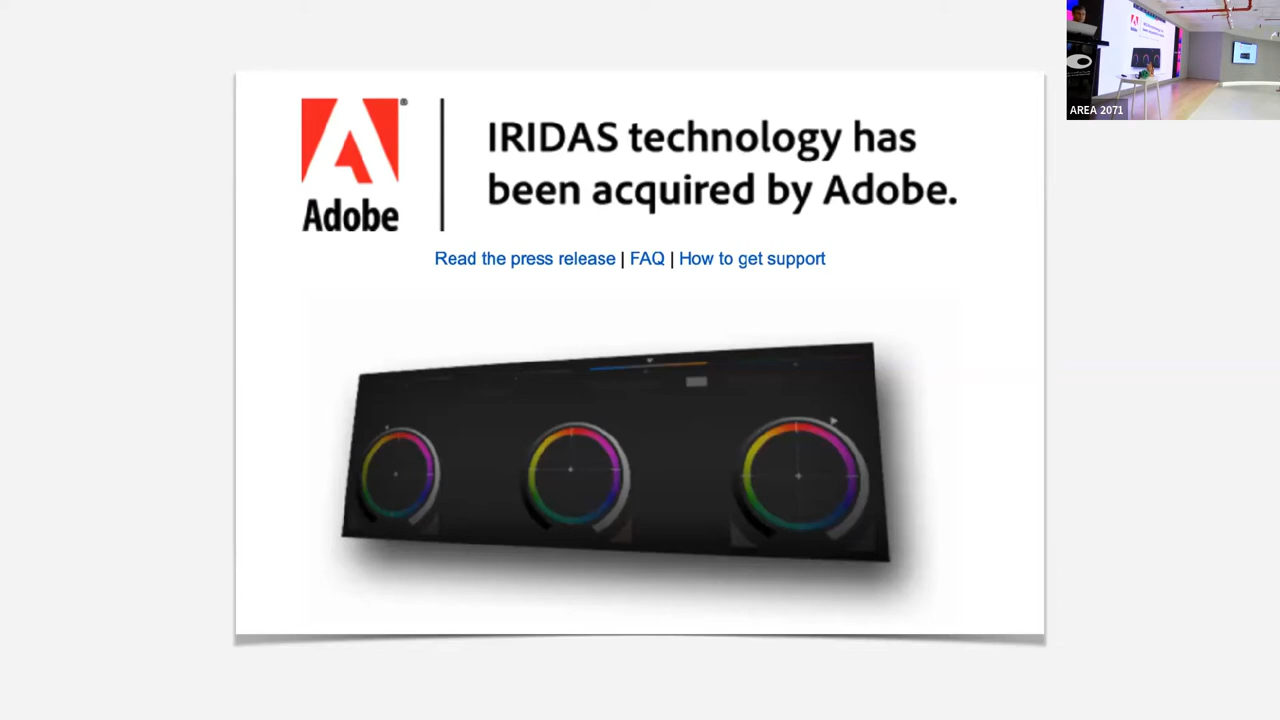 Adobe
IRIDAS technology has
been acquired by Adobe.
Read the press release | FAQ | How to get support
AREA 2071